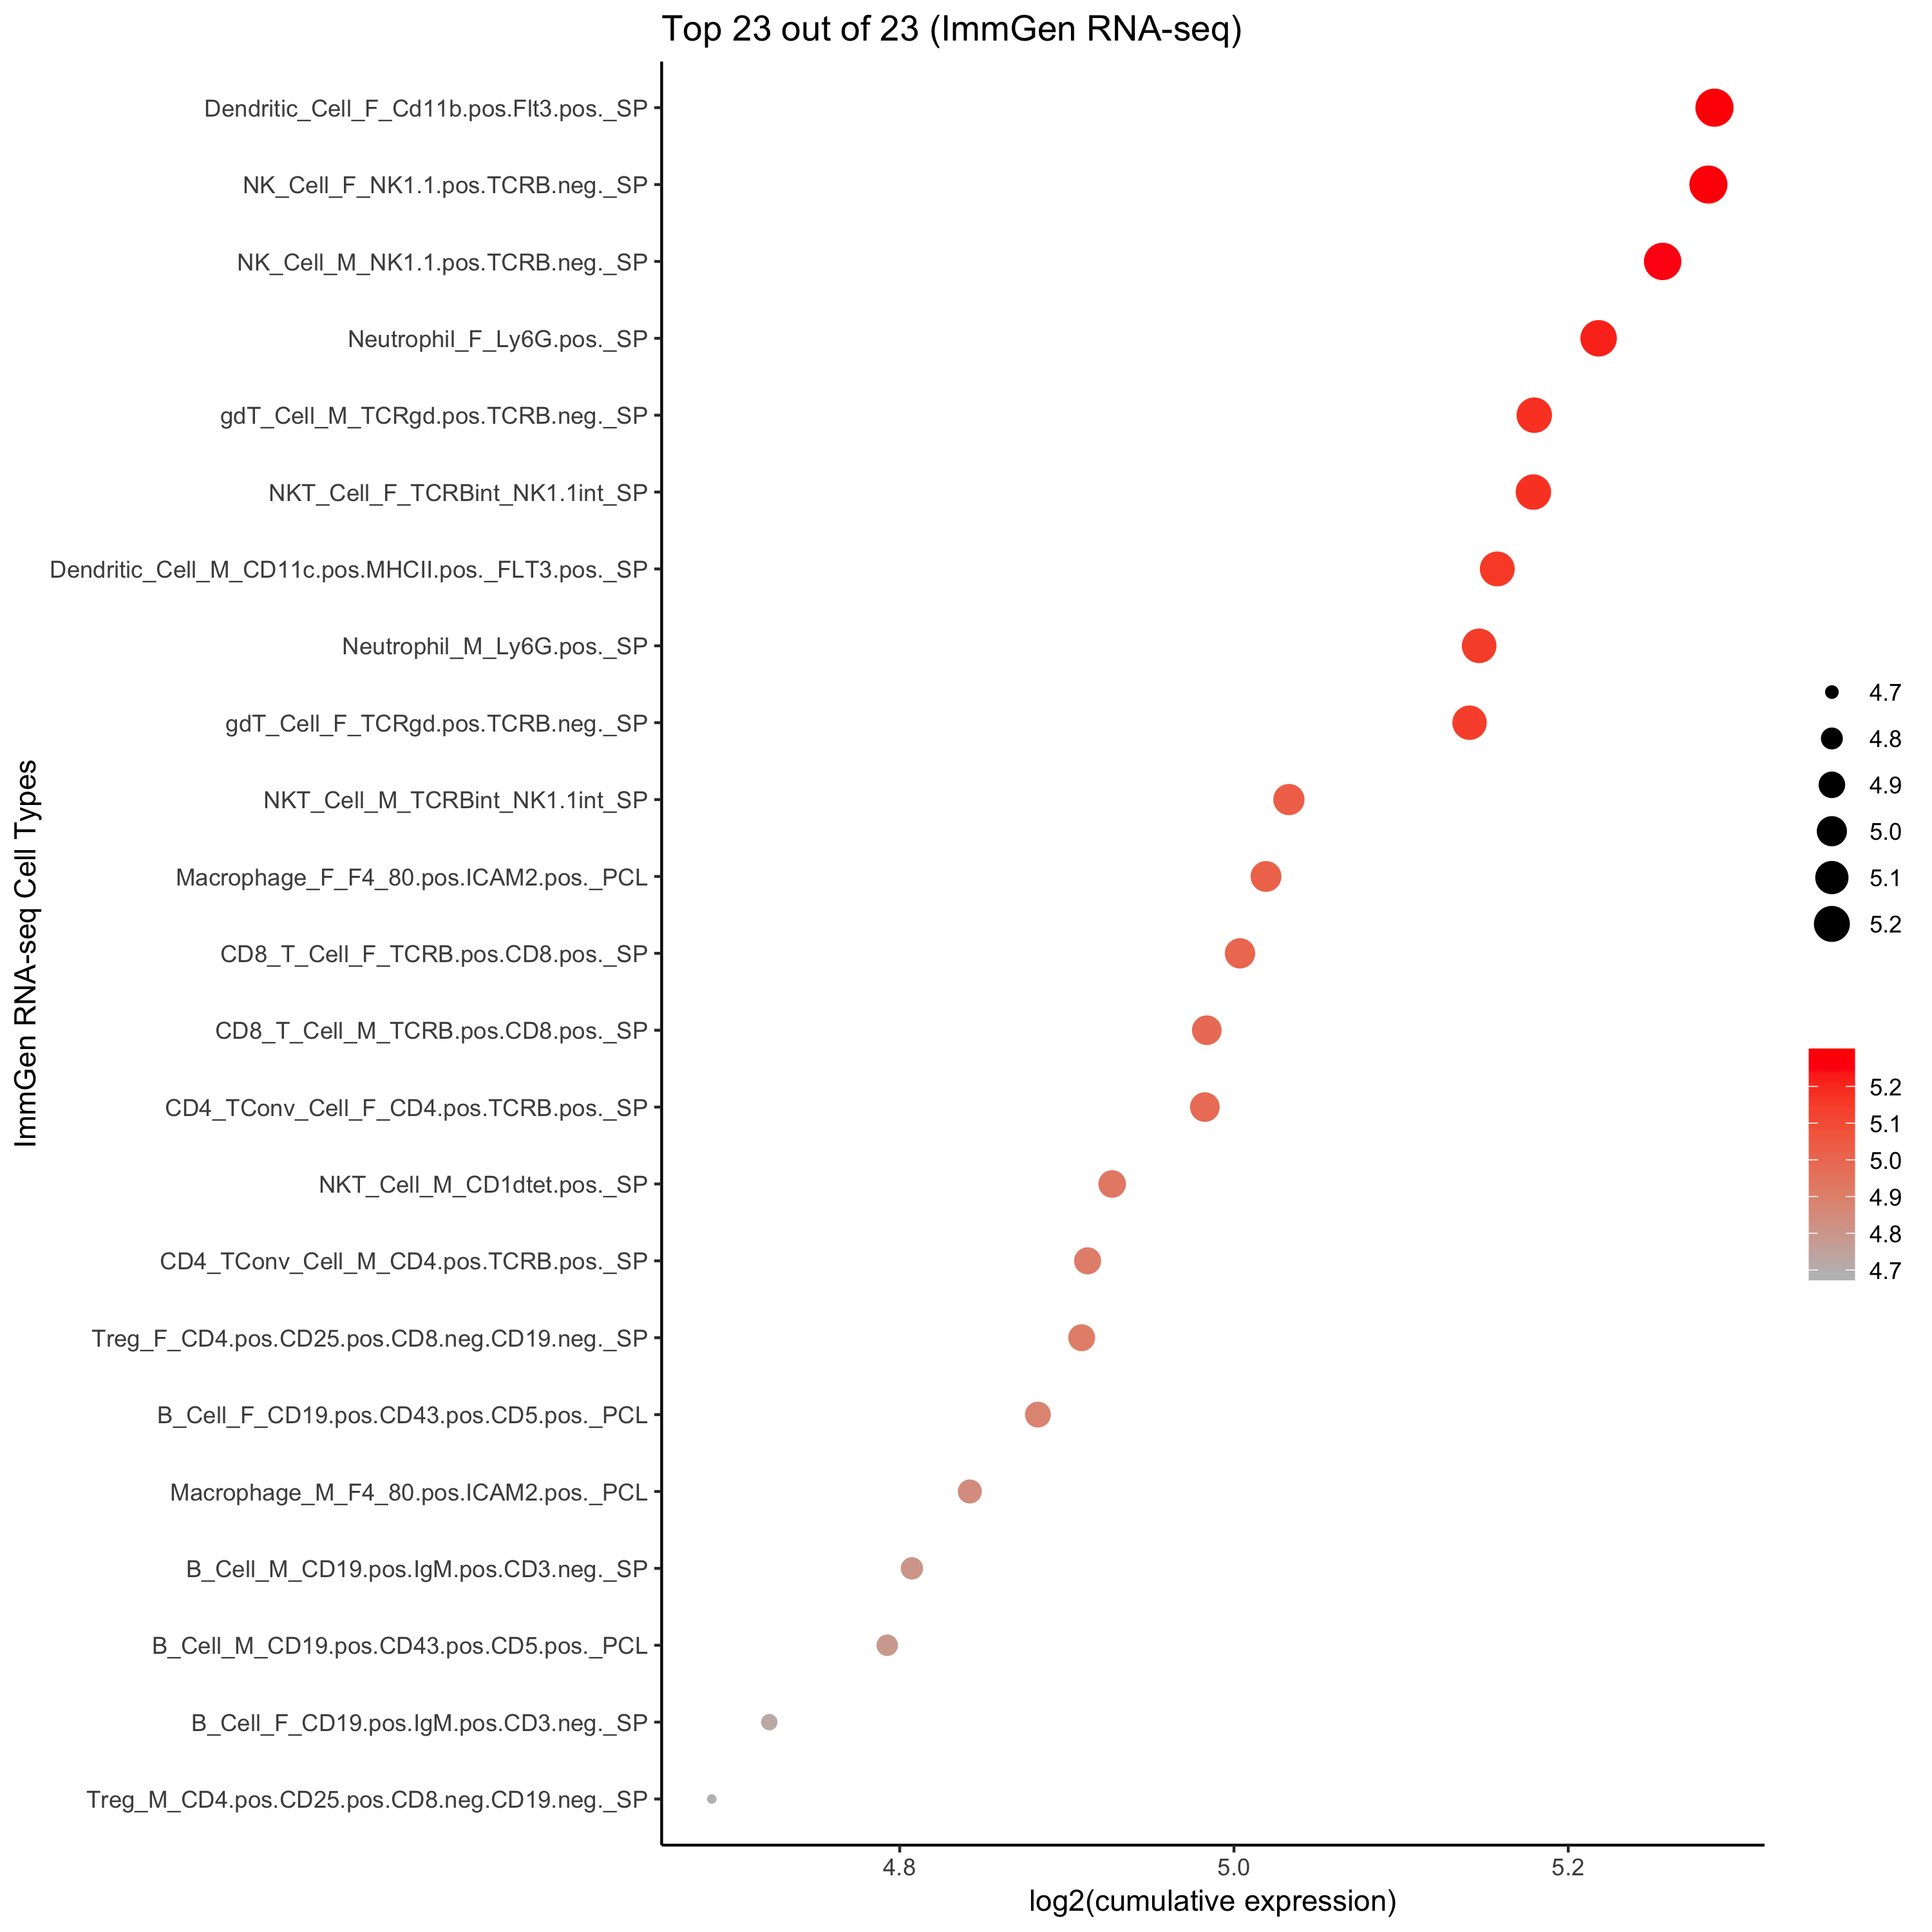 Top 23 out of 23 (ImmGen RNA-seq)
Dendritic_Cell_F_Cd11b.pos.Flt3.pos._SP
NK_Cell_F_NK1.1.pos.TCRB.neg._SP
NK_Cell_M_NK1.1.pos.TCRB.neg._SP
Neutrophil_F_Ly6G.pos._SP
gdT_Cell_M_TCRgd.pos.TCRB.neg._SP
NKT_Cell_F_TCRBint_NK1.1int_SP
Dendritic_Cell_M_CD11c.pos.MHCII.pos._FLT3.pos._SP
Neutrophil_M_Ly6G.pos._SP
gdT_Cell_F_TCRgd.pos.TCRB.neg._SP
NKT_Cell_M_TCRBint_NK1.1int_SP
Macrophage_F_F4_80.pos.ICAM2.pos._PCL
CD8_T_Cell_F_TCRB.pos.CD8.pos._SP
CD8_T_Cell_M_TCRB.pos.CD8.pos._SP
CD4_TConv_Cell_F_CD4.pos.TCRB.pos._SP
NKT_Cell_M_CD1dtet.pos._SP
CD4_TConv_Cell_M_CD4.pos.TCRB.pos._SP
Treg_F_CD4.pos.CD25.pos.CD8.neg.CD19.neg._SP
B_Cell_F_CD19.pos.CD43.pos.CD5.pos._PCL
Macrophage_M_F4_80.pos.ICAM2.pos._PCL
B_Cell_M_CD19.pos.IgM.pos.CD3.neg._SP
B_Cell_M_CD19.pos.CD43.pos.CD5.pos._PCL
B_Cell_F_CD19.pos.IgM.pos.CD3.neg._SP
Treg_M_CD4.pos.CD25.pos.CD8.neg.CD19.neg._SP
ImmGen RNA-seq Cell Types
4.8 5.0 5.2
log2(cumulative expression)
4.7
4.8
4.9
5.0
5.1
5.2
5.2
5.1
5.0
4.9
4.8
4.7